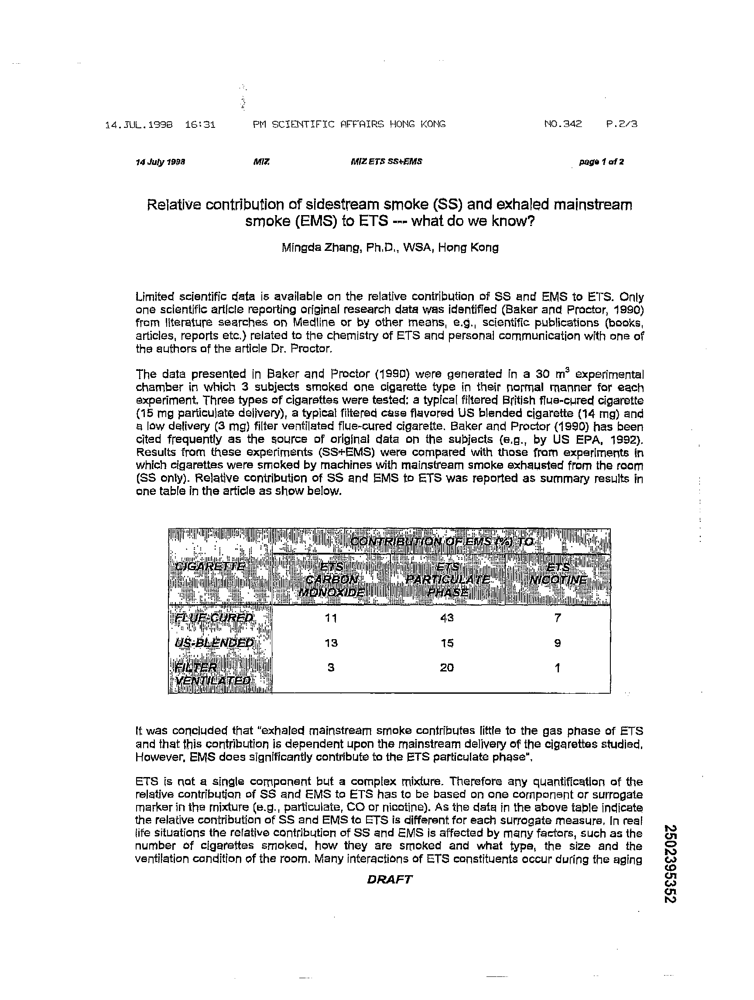 14.JUL.1998 16:31 PM SCIENTIFIC AFFAIRS HONG KONG NO.342 P.2/3
14 July 1998 MIZ MIZ ETS SS+EMS page 1 of 2
Relative contribution of sidestream smoke (SS) and exhaled mainstream
smoke (EMS) to ETS --- what do we know?
Mingda Zhang, Ph.D., WSA, Hong Kong
Limited scientific data is available on the relative contribution of SS and EMS to ETS. Only
one scientific article reporting original research data was identified (Baker and Proctor, 1990)
from literature searches on Medline or by other means, e.g., scientific publications (books,
articles, reports etc.) related to the chemistry of ETS and personal communication with one of
the authors of the article Dr. Proctor.
The data presented in Baker and Proctor (1990) were generated in a 30 m³ experimental
chamber in which 3 subjects smoked one cigarette type in their normal manner for each
experiment. Three types of cigarettes were tested: a typical filtered British flue-cured cigarette
(15 mg particulate delivery), a typical filtered case flavored US blended cigarette (14 mg) and
a low delivery (3 mg) filter ventilated flue-cured cigarette. Baker and Proctor (1990) has been
cited frequently as the source of original data on the subjects (e.g., by US EPA, 1992).
Results from these experiments (SS+EMS) were compared with those from experiments in
which cigarettes were smoked by machines with mainstream smoke exhausted from the room
(SS only). Relative contribution of SS and EMS to ETS was reported as summary results in
one table in the article as show below.
CONTRIBUTION OF EMS (%) TO
CIGARETTE ETS ETS ETS
CARBON PARTICULATE NICOTINE
MONOXIDE PHASE
FLUE-CURED 11 43 7
US-BLENDED 13 15 9
FILTER 3 20 1
VENTILATED
It was concluded that "exhaled mainstream smoke contributes little to the gas phase of ETS
and that this contribution is dependent upon the mainstream delivery of the cigarettes studied.
However, EMS does significantly contribute to the ETS particulate phase".
ETS is not a single component but a complex mixture. Therefore any quantification of the
relative contribution of SS and EMS to ETS has to be based on one component or surrogate
marker in the mixture (e.g., particulate, CO or nicotine). As the data in the above table indicate
the relative contribution of SS and EMS to ETS is different for each surrogate measure. In real
life situations the relative contribution of SS and EMS is affected by many factors, such as the
number of cigarettes smoked, how they are smoked and what type, the size and the
ventilation condition of the room. Many interactions of ETS constituents occur during the aging
DRAFT
2502395352